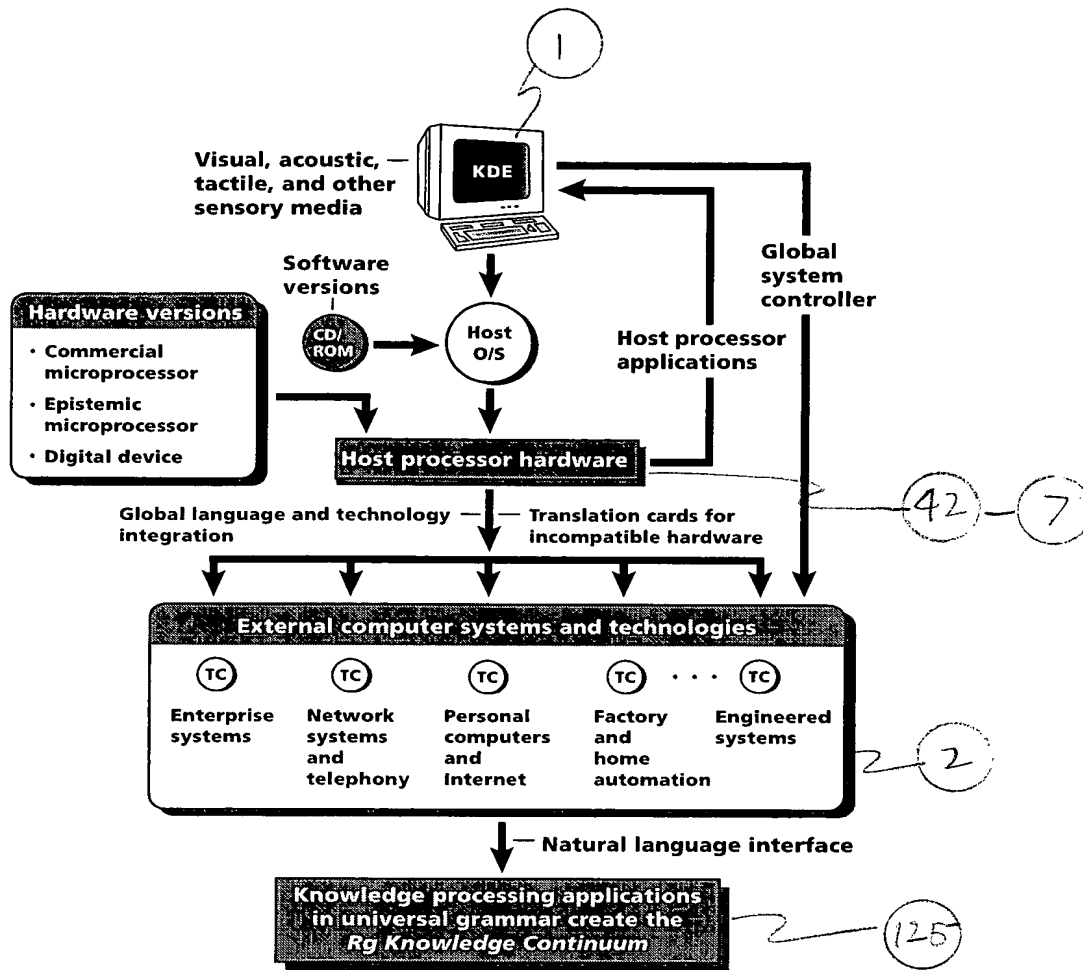 1
Visual, acoustic,
tactile, and other
sensory media
KDE
Global
system
controller
Software
versions
Hardware versions
· Commercial
microprocessor
· Epistemic
microprocessor
· Digital device
CD/
ROM
Host
O/S
Host processor
applications
Host processor hardware
42
7
Global language and technology
integration
Translation cards for
incompatible hardware
External computer systems and technologies
TC
TC
TC
TC
· · ·
TC
Enterprise
systems
Network
systems
and
telephony
Personal
computers
and
Internet
Factory
and
home
automation
Engineered
systems
2
Natural language interface
Knowledge processing applications
in universal grammar create the
Rg Knowledge Continuum
125